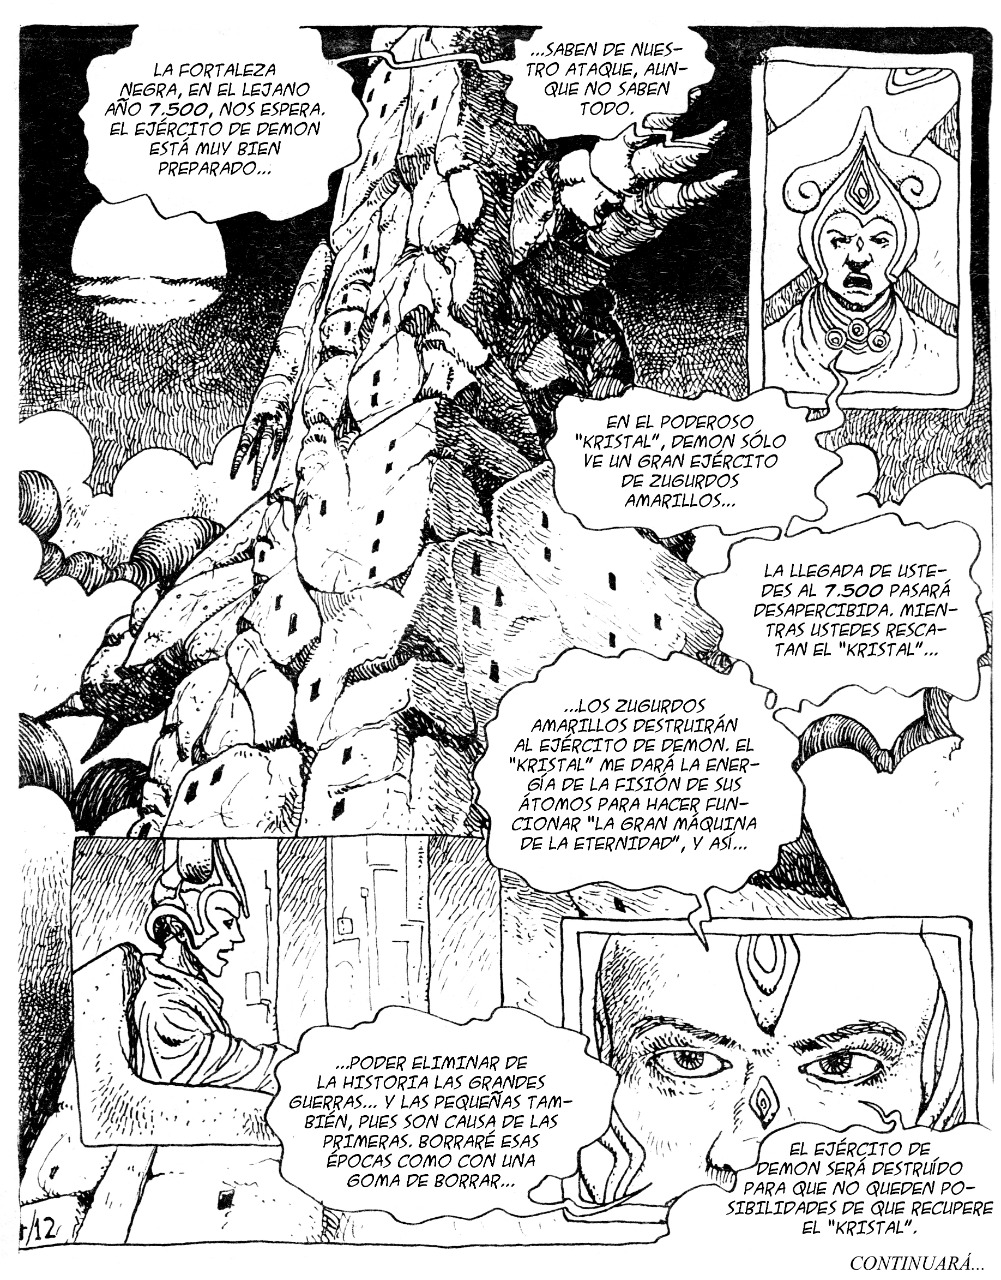 LA FORTALEZA
NEGRA, EN EL LEJANO
AÑO 7.500, NOS ESPERA.
EL EJÉRCITO DE DEMON
ESTÁ MUY BIEN
PREPARADO...
...SABEN DE NUES-
TRO ATAQUE, AUN-
QUE NO SABEN
TODO.
EN EL PODEROSO
"KRISTAL", DEMON SÓLO
VE UN GRAN EJÉRCITO
DE ZUGURDOS
AMARILLOS...
LA LLEGADA DE USTE-
DES AL 7.500 PASARÁ
DESAPERCIBIDA. MIEN-
TRAS USTEDES RESCA-
TAN EL "KRISTAL"...
...LOS ZUGURDOS
AMARILLOS DESTRUIRÁN
AL EJÉRCITO DE DEMON. EL
"KRISTAL" ME DARÁ LA ENER-
GÍA DE LA FISIÓN DE SUS
ÁTOMOS PARA HACER FUN-
CIONAR "LA GRAN MÁQUINA
DE LA ETERNIDAD", Y ASÍ...
...PODER ELIMINAR DE
LA HISTORIA LAS GRANDES
GUERRAS... Y LAS PEQUEÑAS TAM-
BIÉN, PUES SON CAUSA DE LAS
PRIMERAS. BORRARÉ ESAS
ÉPOCAS COMO CON UNA
GOMA DE BORRAR...
EL EJÉRCITO DE
DEMON SERÁ DESTRUÍDO
PARA QUE NO QUEDEN PO-
SIBILIDADES DE QUE RECUPERE
EL "KRISTAL".
/12
CONTINUARÁ...